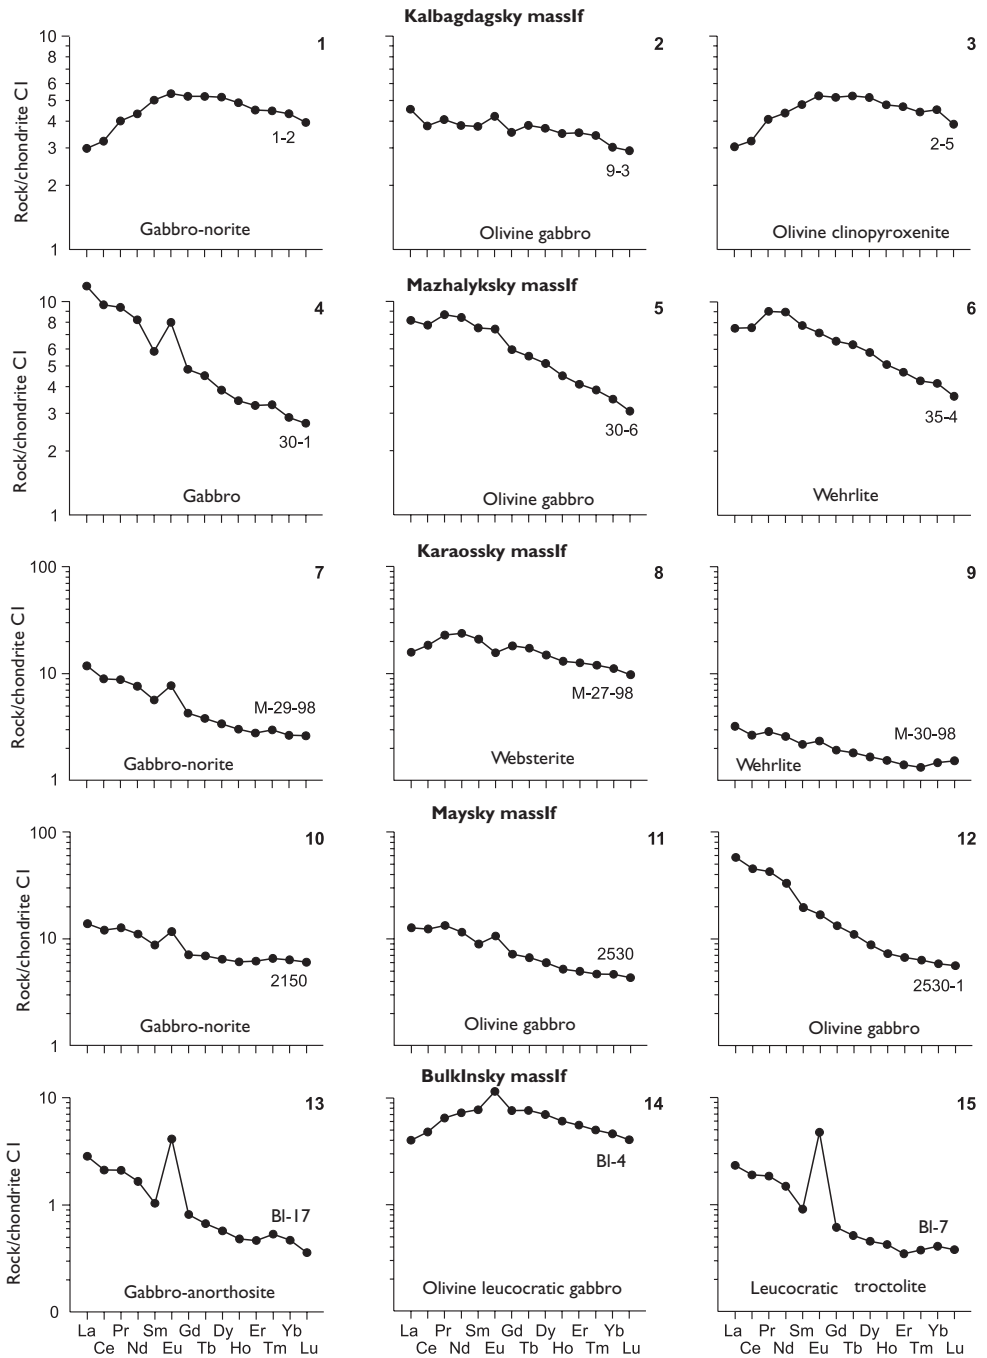 Kalbagdagsky massIf
Rock/chondrite C I
10
8
6
5
4
3
2
1
1
1-2
Gabbro-norite
2
9-3
Olivine gabbro
3
2-5
Olivine clinopyroxenite
Mazhalyksky massIf
Rock/chondrite C I
10
8
6
5
4
3
2
1
4
30-1
Gabbro
5
30-6
Olivine gabbro
6
35-4
Wehrlite
Karaossky massIf
Rock/chondrite C I
100
10
1
7
M-29-98
Gabbro-norite
8
M-27-98
Websterite
9
M-30-98
Wehrlite
Maysky massIf
Rock/chondrite C I
100
10
1
10
2150
Gabbro-norite
11
2530
Olivine gabbro
12
2530-1
Olivine gabbro
BulkInsky massIf
Rock/chondrite C I
10
1
0
13
BI-17
Gabbro-anorthosite
14
BI-4
Olivine leucocratic gabbro
15
BI-7
Leucocratic troctolite
La Pr Sm Gd Dy Er Yb
Ce Nd Eu Tb Ho Tm Lu
La Pr Sm Gd Dy Er Yb
Ce Nd Eu Tb Ho Tm Lu
La Pr Sm Gd Dy Er Yb
Ce Nd Eu Tb Ho Tm Lu